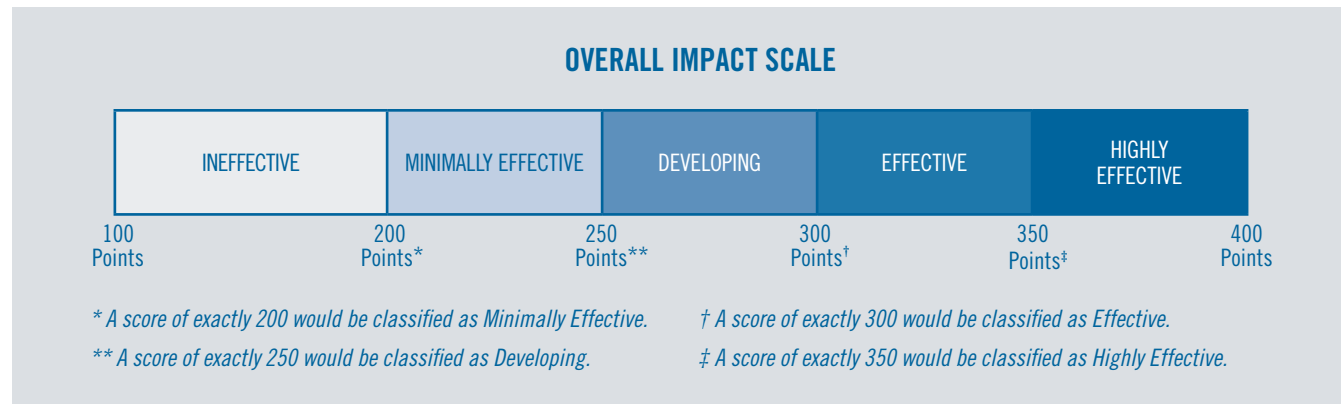 OVERALL IMPACT SCALE
INEFFECTIVE
MINIMALLY EFFECTIVE
DEVELOPING
EFFECTIVE
HIGHLY
EFFECTIVE
100
Points
200
Points*
250
Points**
300
Points†
350
Points‡
400
Points
* A score of exactly 200 would be classified as Minimally Effective.
** A score of exactly 250 would be classified as Developing.
† A score of exactly 300 would be classified as Effective.
‡ A score of exactly 350 would be classified as Highly Effective.